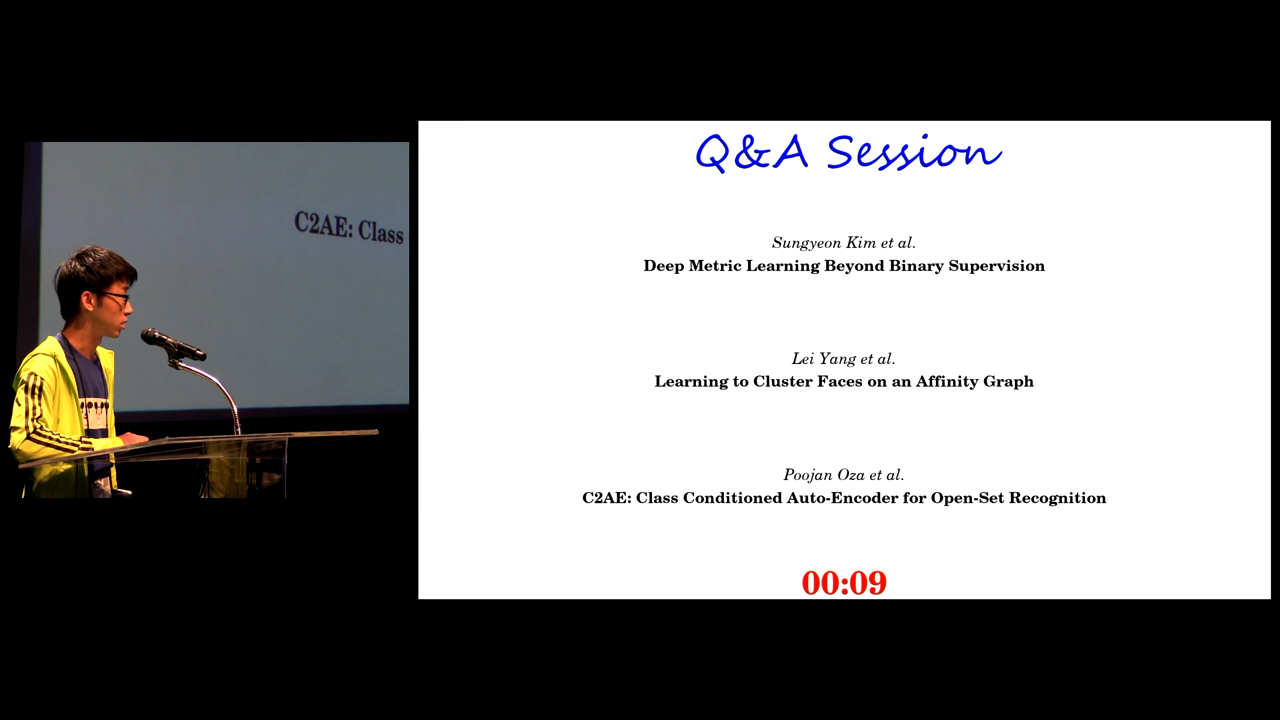 C2AE: Class
Q&A Session
Sungyeon Kim et al.
Deep Metric Learning Beyond Binary Supervision
Lei Yang et al.
Learning to Cluster Faces on an Affinity Graph
Poojan Oza et al.
C2AE: Class Conditioned Auto-Encoder for Open-Set Recognition
00:09